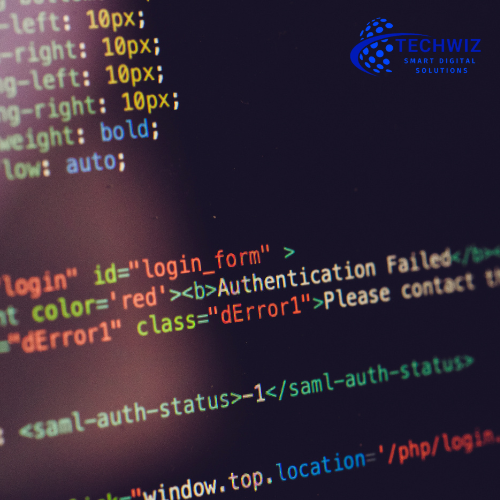 -left: 10px;
-right: 10px;
g-left: 10px;
ng-right: 10px;
weight: bold;
low: auto;
TECHWIZ
SMART DIGITAL
SOLUTIONS
"login" id="login_form" >
nt color='red'><b>Authentication Failed</b>
="dError1" class="dError1">Please contact th
: <saml-auth-status>-1</saml-auth-status>
="window.top.location='/php/login.